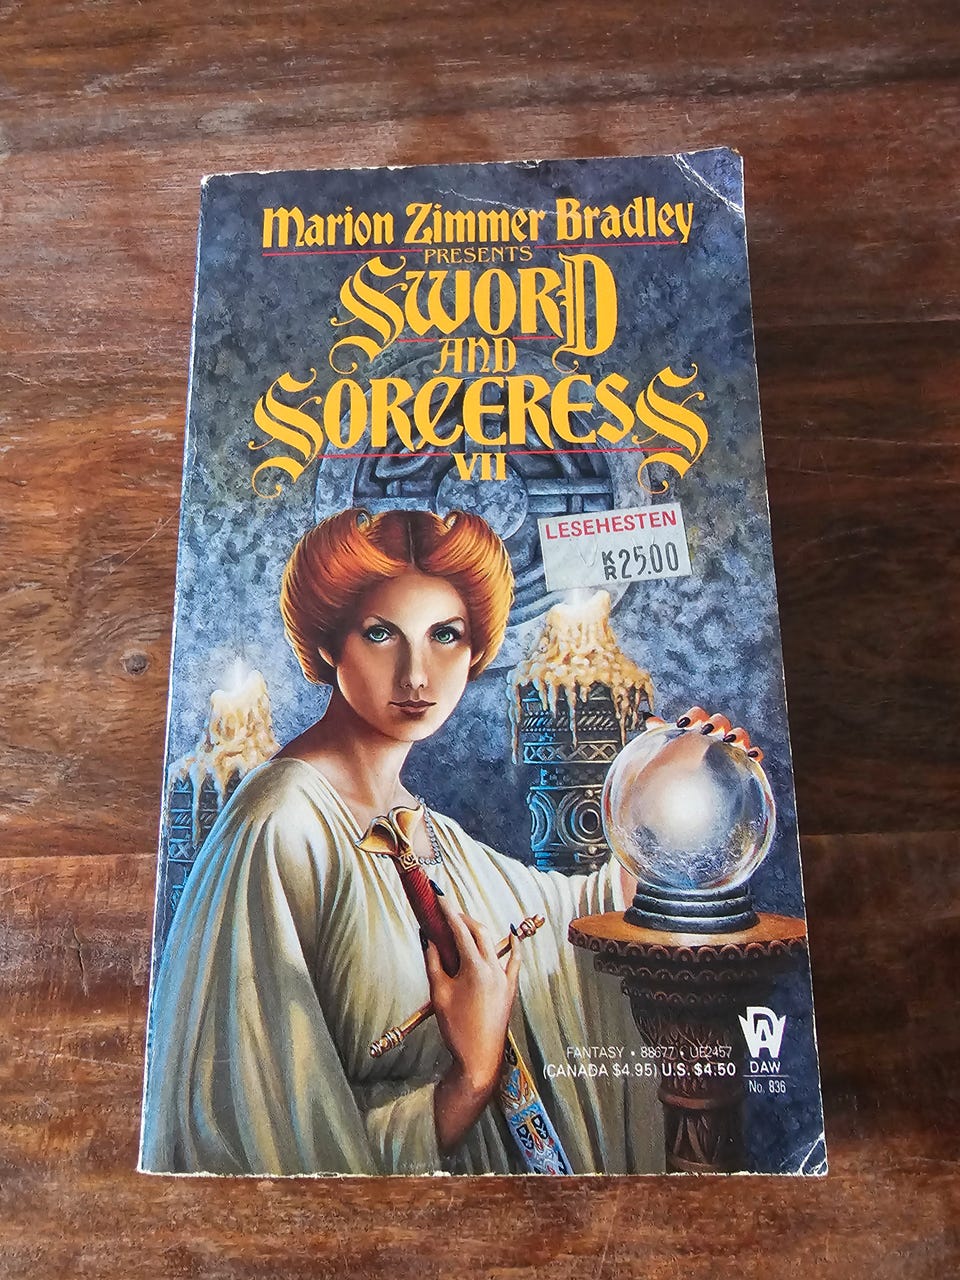 Marion Zimmer Bradley
PRESENTS
SWORD
AND
SORCERESS
VII
LESEHESTEN
KR 25.00
FANTASY • 88677 • UE2457
(CANADA $4.95) U.S. $4.50
DAW
No. 836